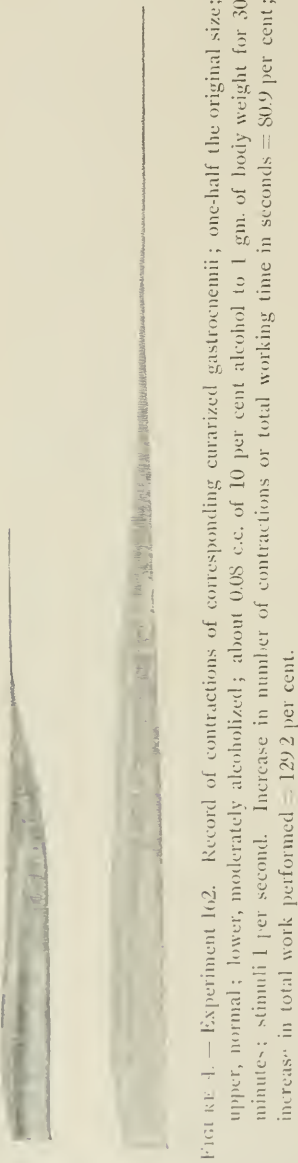 FIGURE 4. — Experiment 162. Record of contractions of corresponding curarized gastrocnemii; one-half the original size;
upper, normal; lower, moderately alcoholized; about 0.08 c.c. of 10 per cent alcohol to 1 gm. of body weight for 30
minutes; stimuli 1 per second. Increase in number of contractions or total working time in seconds = 80.9 per cent;
increase in total work performed = 129.2 per cent.